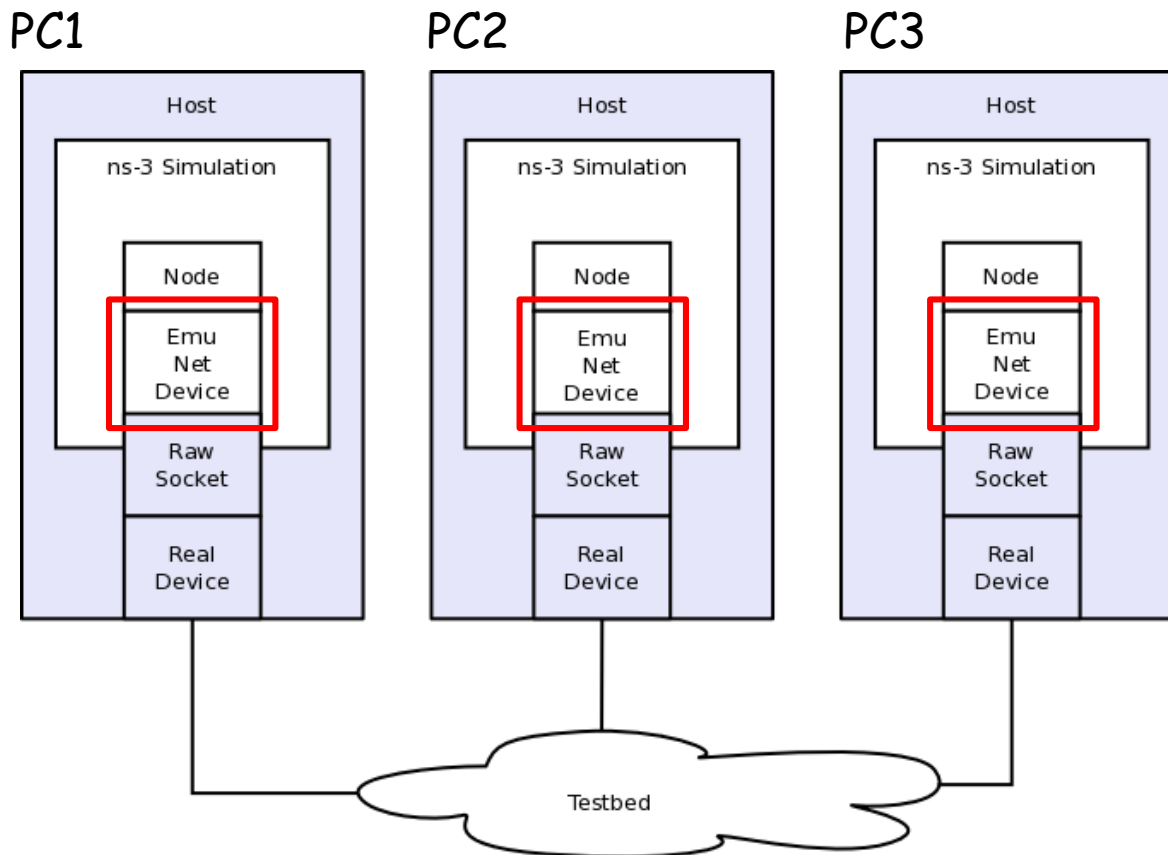 PC1
PC2
PC3
Host
Host
Host
ns-3 Simulation
ns-3 Simulation
ns-3 Simulation
Node
Node
Node
Emu
Net
Device
Emu
Net
Device
Emu
Net
Device
Raw
Socket
Raw
Socket
Raw
Socket
Real
Device
Real
Device
Real
Device
Testbed